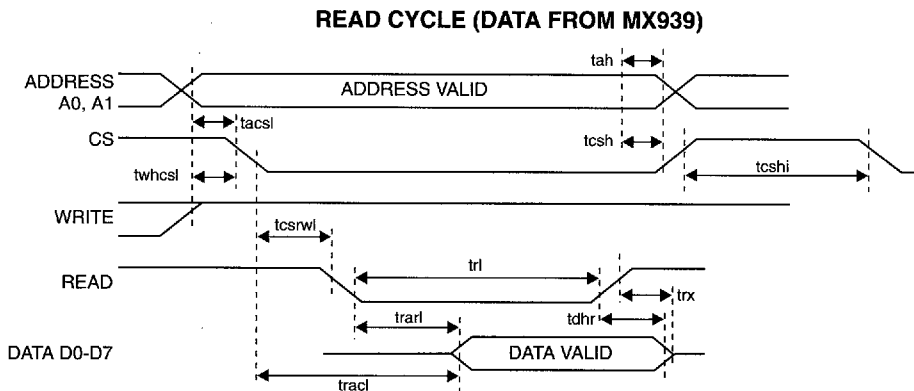 READ CYCLE (DATA FROM MX939)
tah
ADDRESS
A0, A1
ADDRESS VALID
tacsl
CS
tcsh
tcshi
twhcsl
WRITE
tcsrwl
trl
READ
trx
trarl
tdhr
DATA D0-D7
DATA VALID
tracl